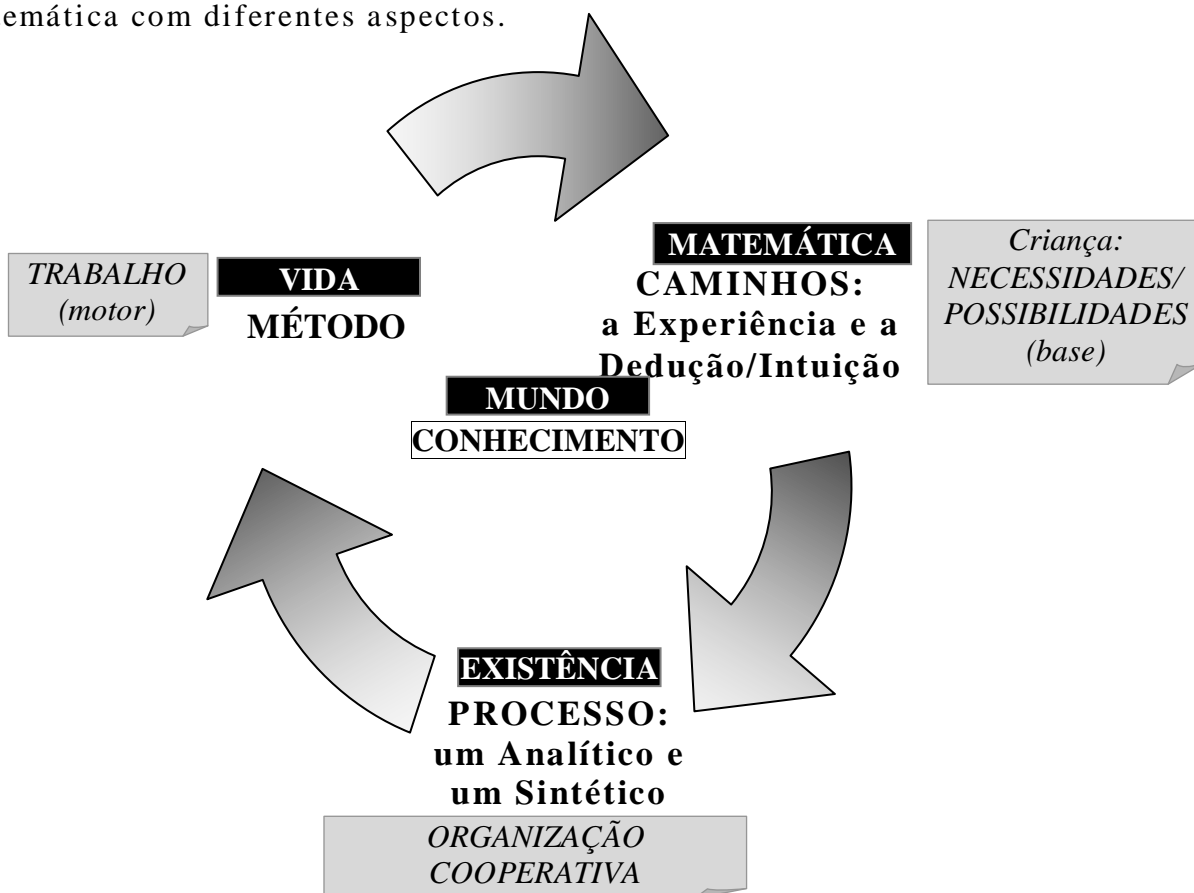 emática com diferentes aspectos.
TRABALHO
(motor)
VIDA
MÉTODO
MATEMÁTICA
CAMINHOS:
a Experiência e a
Dedução/Intuição
Criança:
NECESSIDADES/
POSSIBILIDADES
(base)
MUNDO
CONHECIMENTO
EXISTÊNCIA
PROCESSO:
um Analítico e
um Sintético
ORGANIZAÇÃO
COOPERATIVA